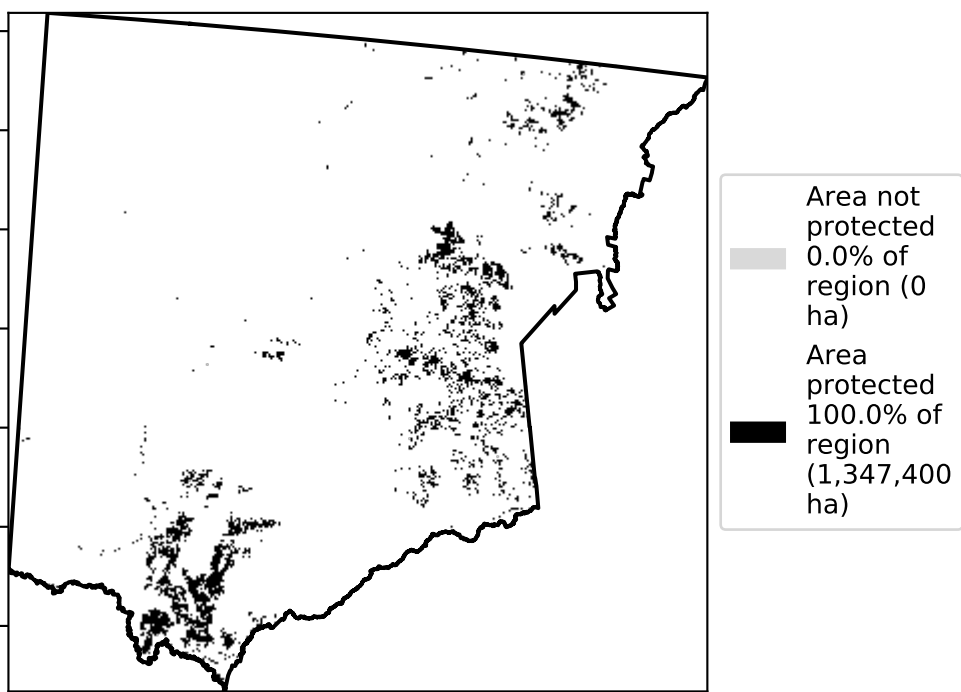 Area not
protected
0.0% of
region (0
ha)
Area
protected
100.0% of
region
(1,347,400
ha)